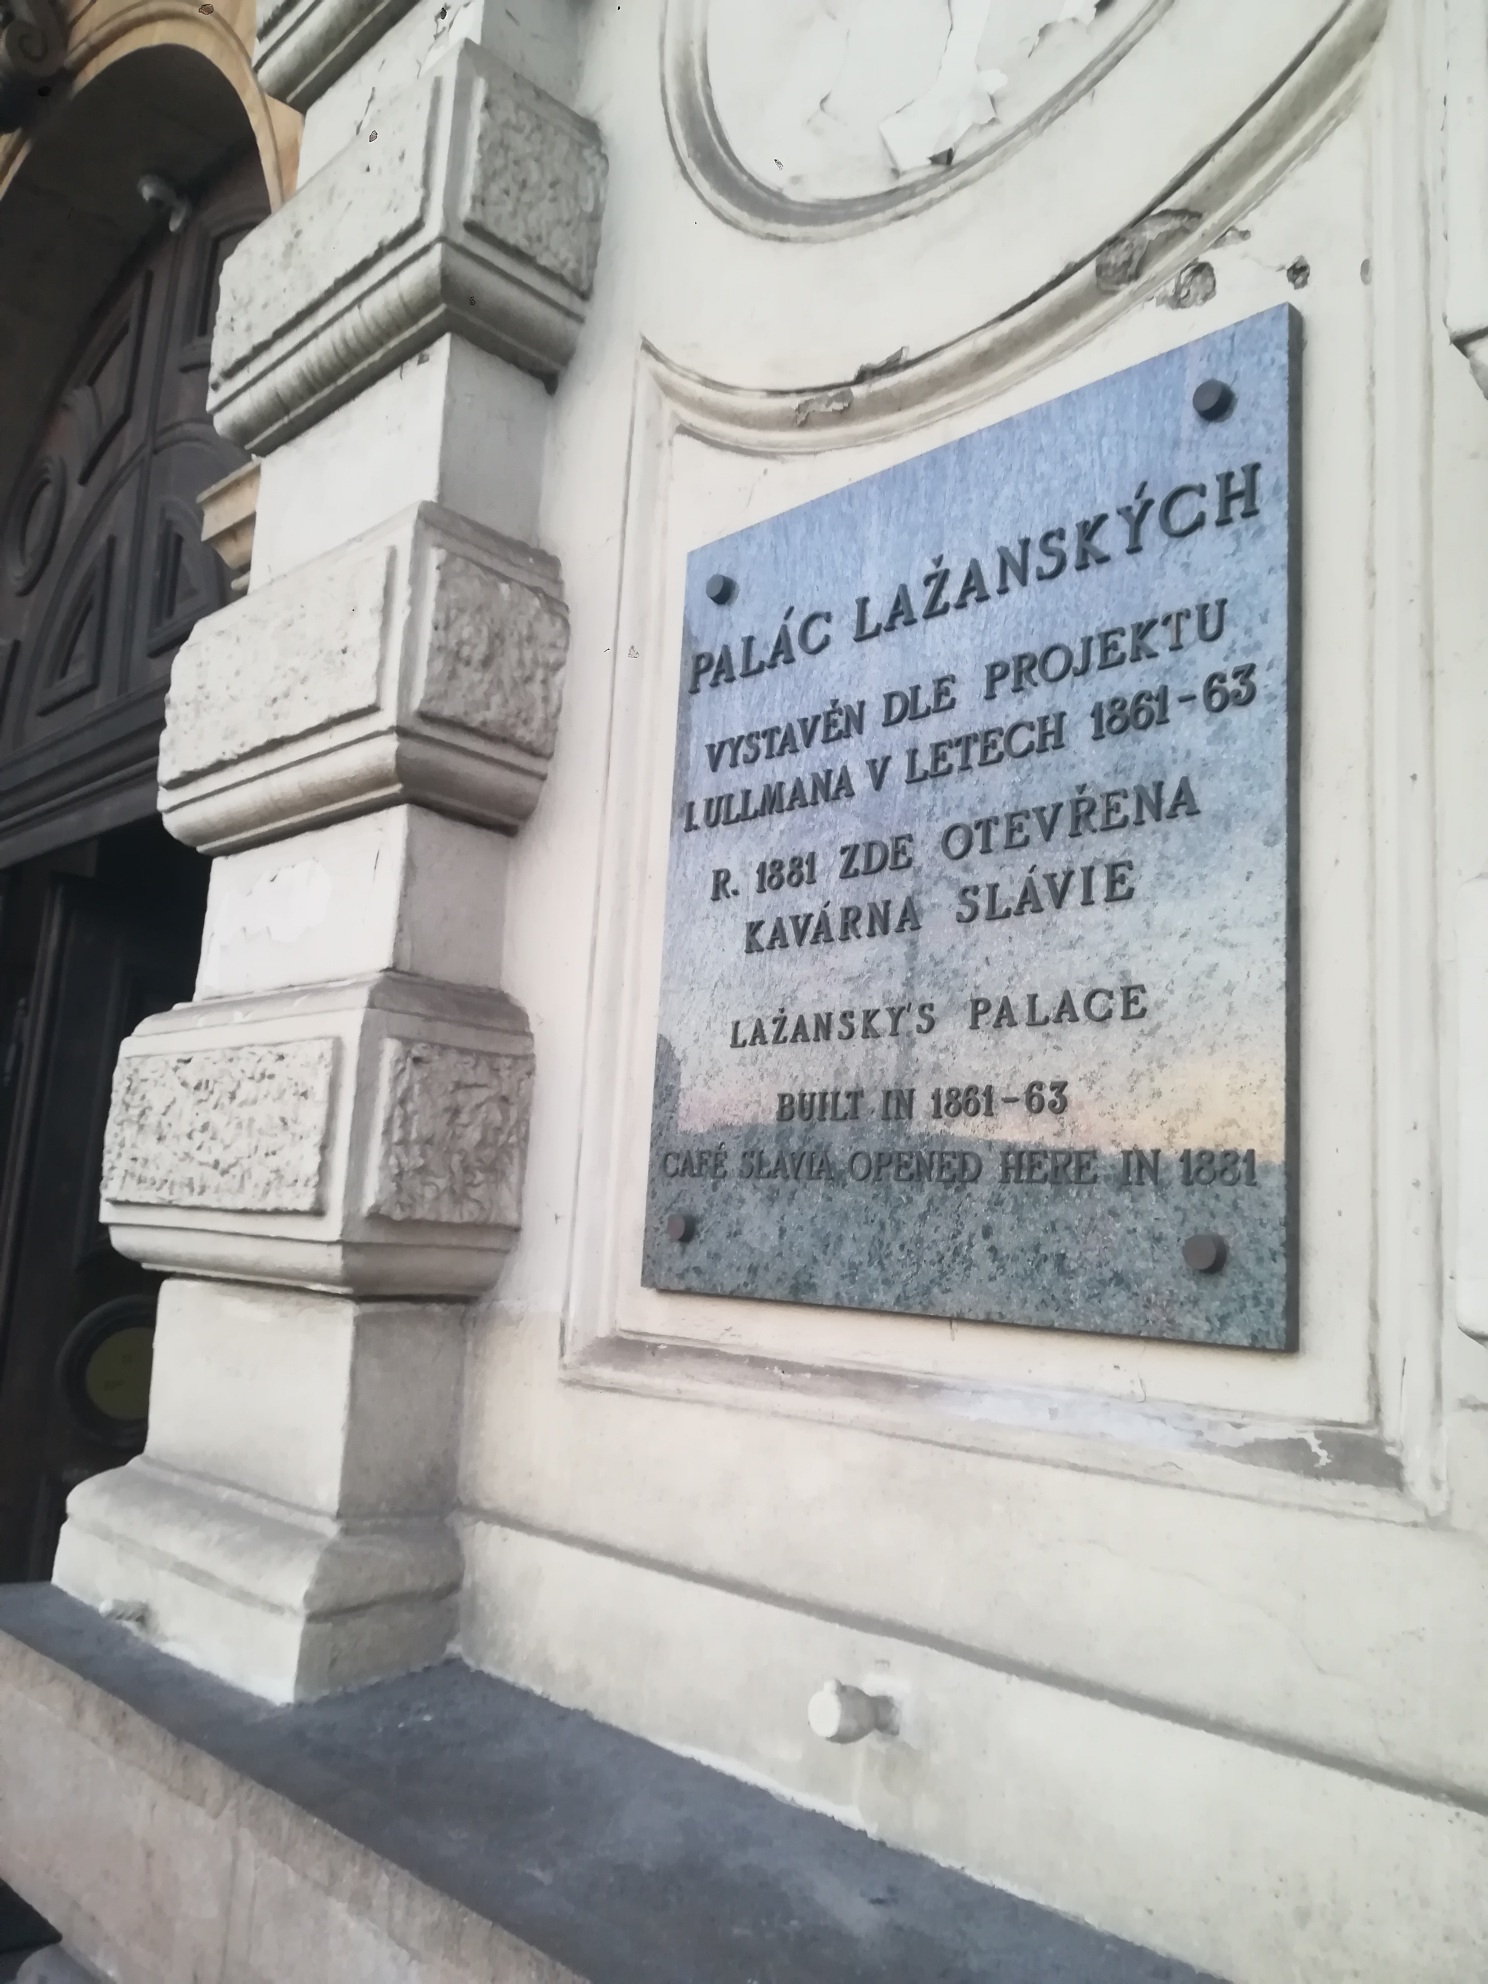 PALÁC LAŽANSKÝCH
VYSTAVĚN DLE PROJEKTU
I. ULLMANA V LETECH 1861-63
R. 1881 ZDE OTEVŘENA
KAVÁRNA SLÁVIE
LAŽANSKY'S PALACE
BUILT IN 1861-63
CAFÉ SLAVIA OPENED HERE IN 1881